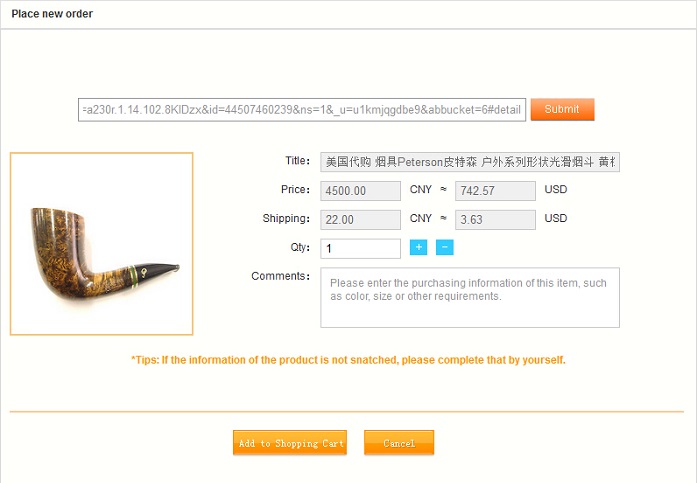 Place new order
=a230r.1.14.102.8KIDzx&id=44507460239&ns=1&_u=u1kmjqgdbe9&abbucket=6#detail
Submit
Title:
美国代购 烟具Peterson皮特森 户外系列形状光滑烟斗 黄
Price: 4500.00 CNY ≈ 742.57 USD
Shipping: 22.00 CNY ≈ 3.63 USD
Qty: 1 + −
Comments:
Please enter the purchasing information of this item, such
as color, size or other requirements.
*Tips: If the information of the product is not snatched, please complete that by yourself.
Add to Shopping Cart Cancel